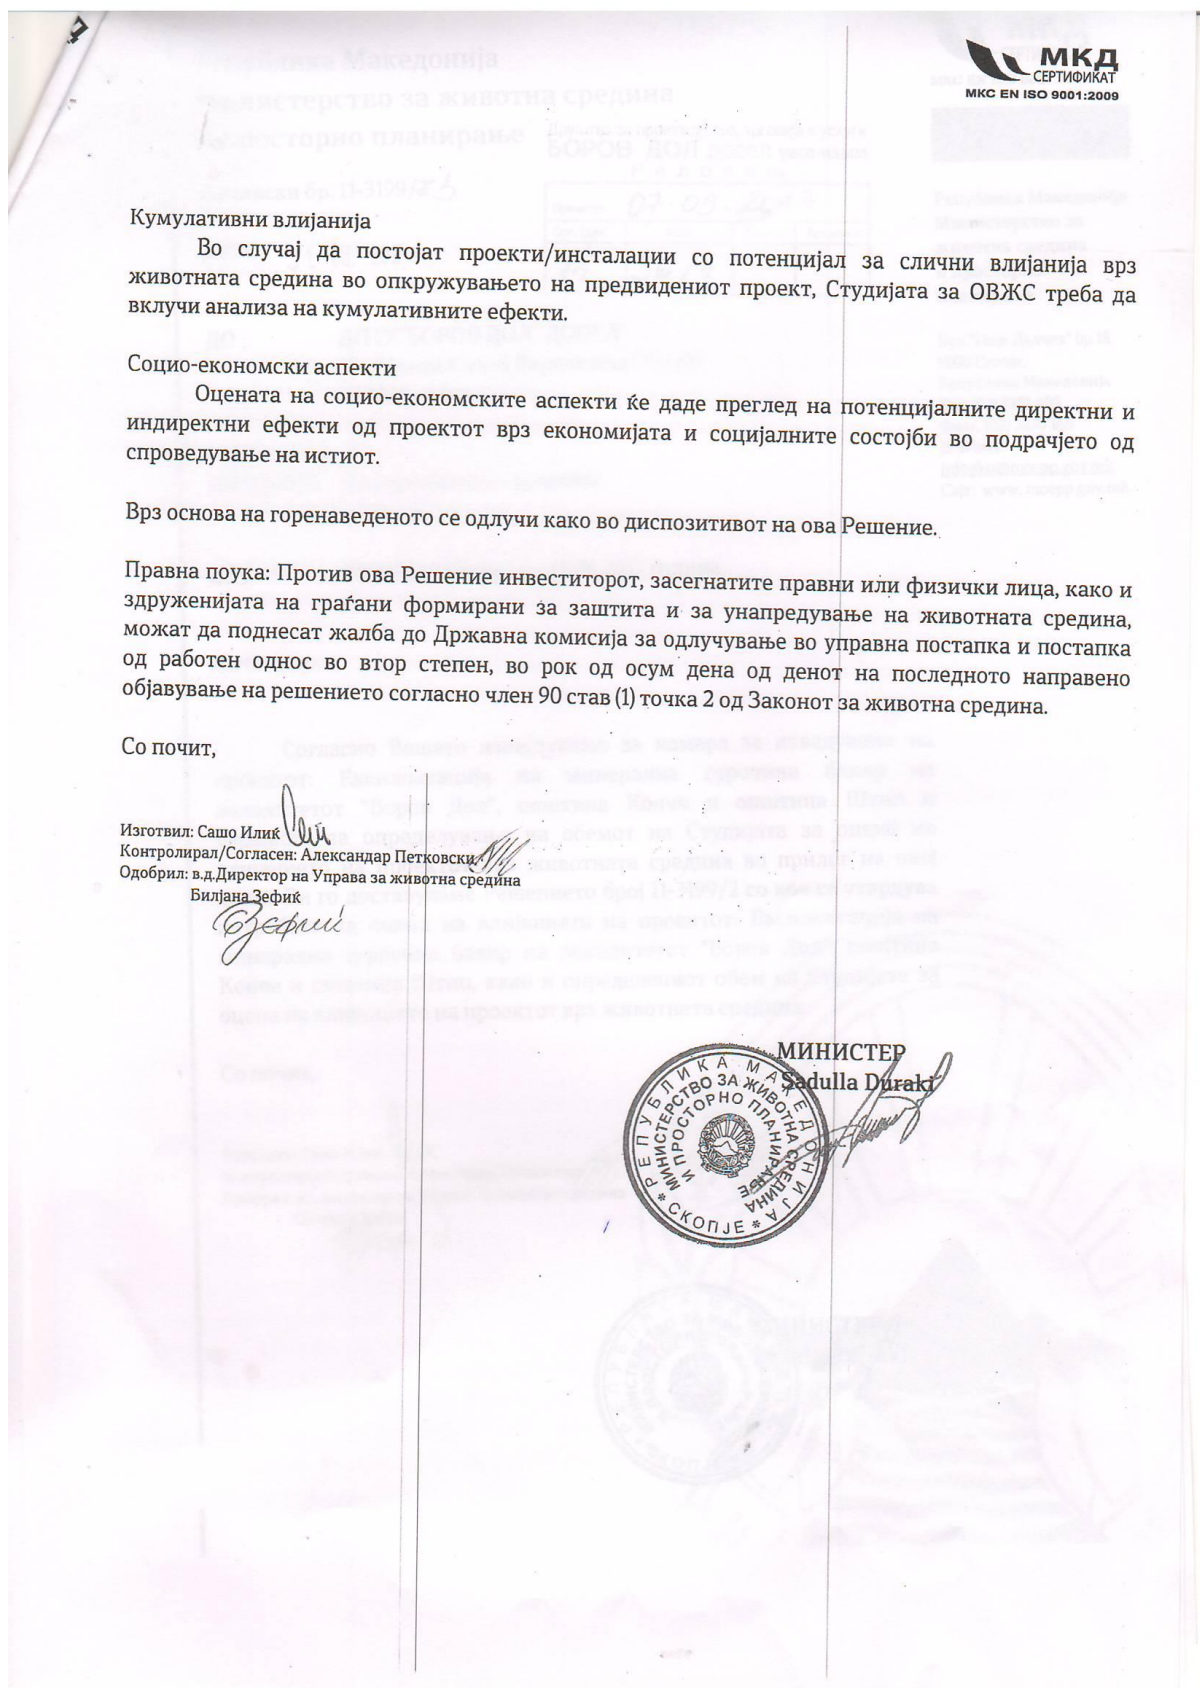 МКД
СЕРТИФИКАТ
МКС EN ISO 9001:2009
Кумулативни влијанија
Во случај да постојат проекти/инсталации со потенцијал за слични влијанија врз
животната средина во опкружувањето на предвидениот проект, Студијата за ОВЖС треба да
вклучи анализа на кумулативните ефекти.
Социо-економски аспекти
Оцената на социо-економските аспекти ќе даде преглед на потенцијалните директни и
индиректни ефекти од проектот врз економијата и социјалните состојби во подрачјето од
спроведување на истиот.
Врз основа на горенаведеното се одлучи како во диспозитивот на ова Решение.
Правна поука: Против ова Решение инвеститорот, засегнатите правни или физички лица, како и
здруженијата на граѓани формирани за заштита и за унапредување на животната средина,
можат да поднесат жалба до Државна комисија за одлучување во управна постапка и постапка
од работен однос во втор степен, во рок од осум дена од денот на последното направено
објавување на решението согласно член 90 став (1) точка 2 од Законот за животна средина.
Со почит,
Изготвил: Сашо Илиќ
Контролирал/Согласен: Александар Петковски
Одобрил: в.д.Директор на Управа за животна средина
Билјана Зефиќ
МИНИСТЕР
Sadulla Duraki
РЕПУБЛИКА МАКЕДОНИЈА
МИНИСТЕРСТВО ЗА ЖИВОТНА СРЕДИНА
И ПРОСТОРНО ПЛАНИРАЊЕ
* СКОПЈЕ *